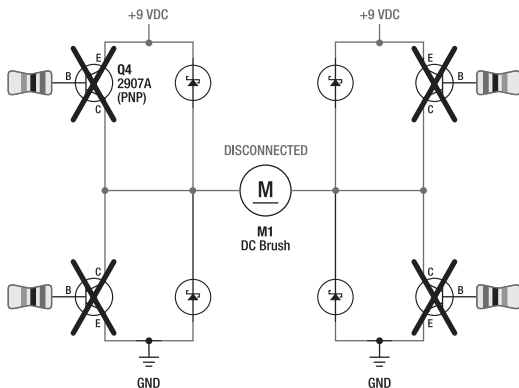 +9 VDC
+9 VDC
E
Q4
2907A
(PNP)
B
C
E
B
C
DISCONNECTED
M
M1
DC Brush
C
B
E
C
B
E
GND
GND